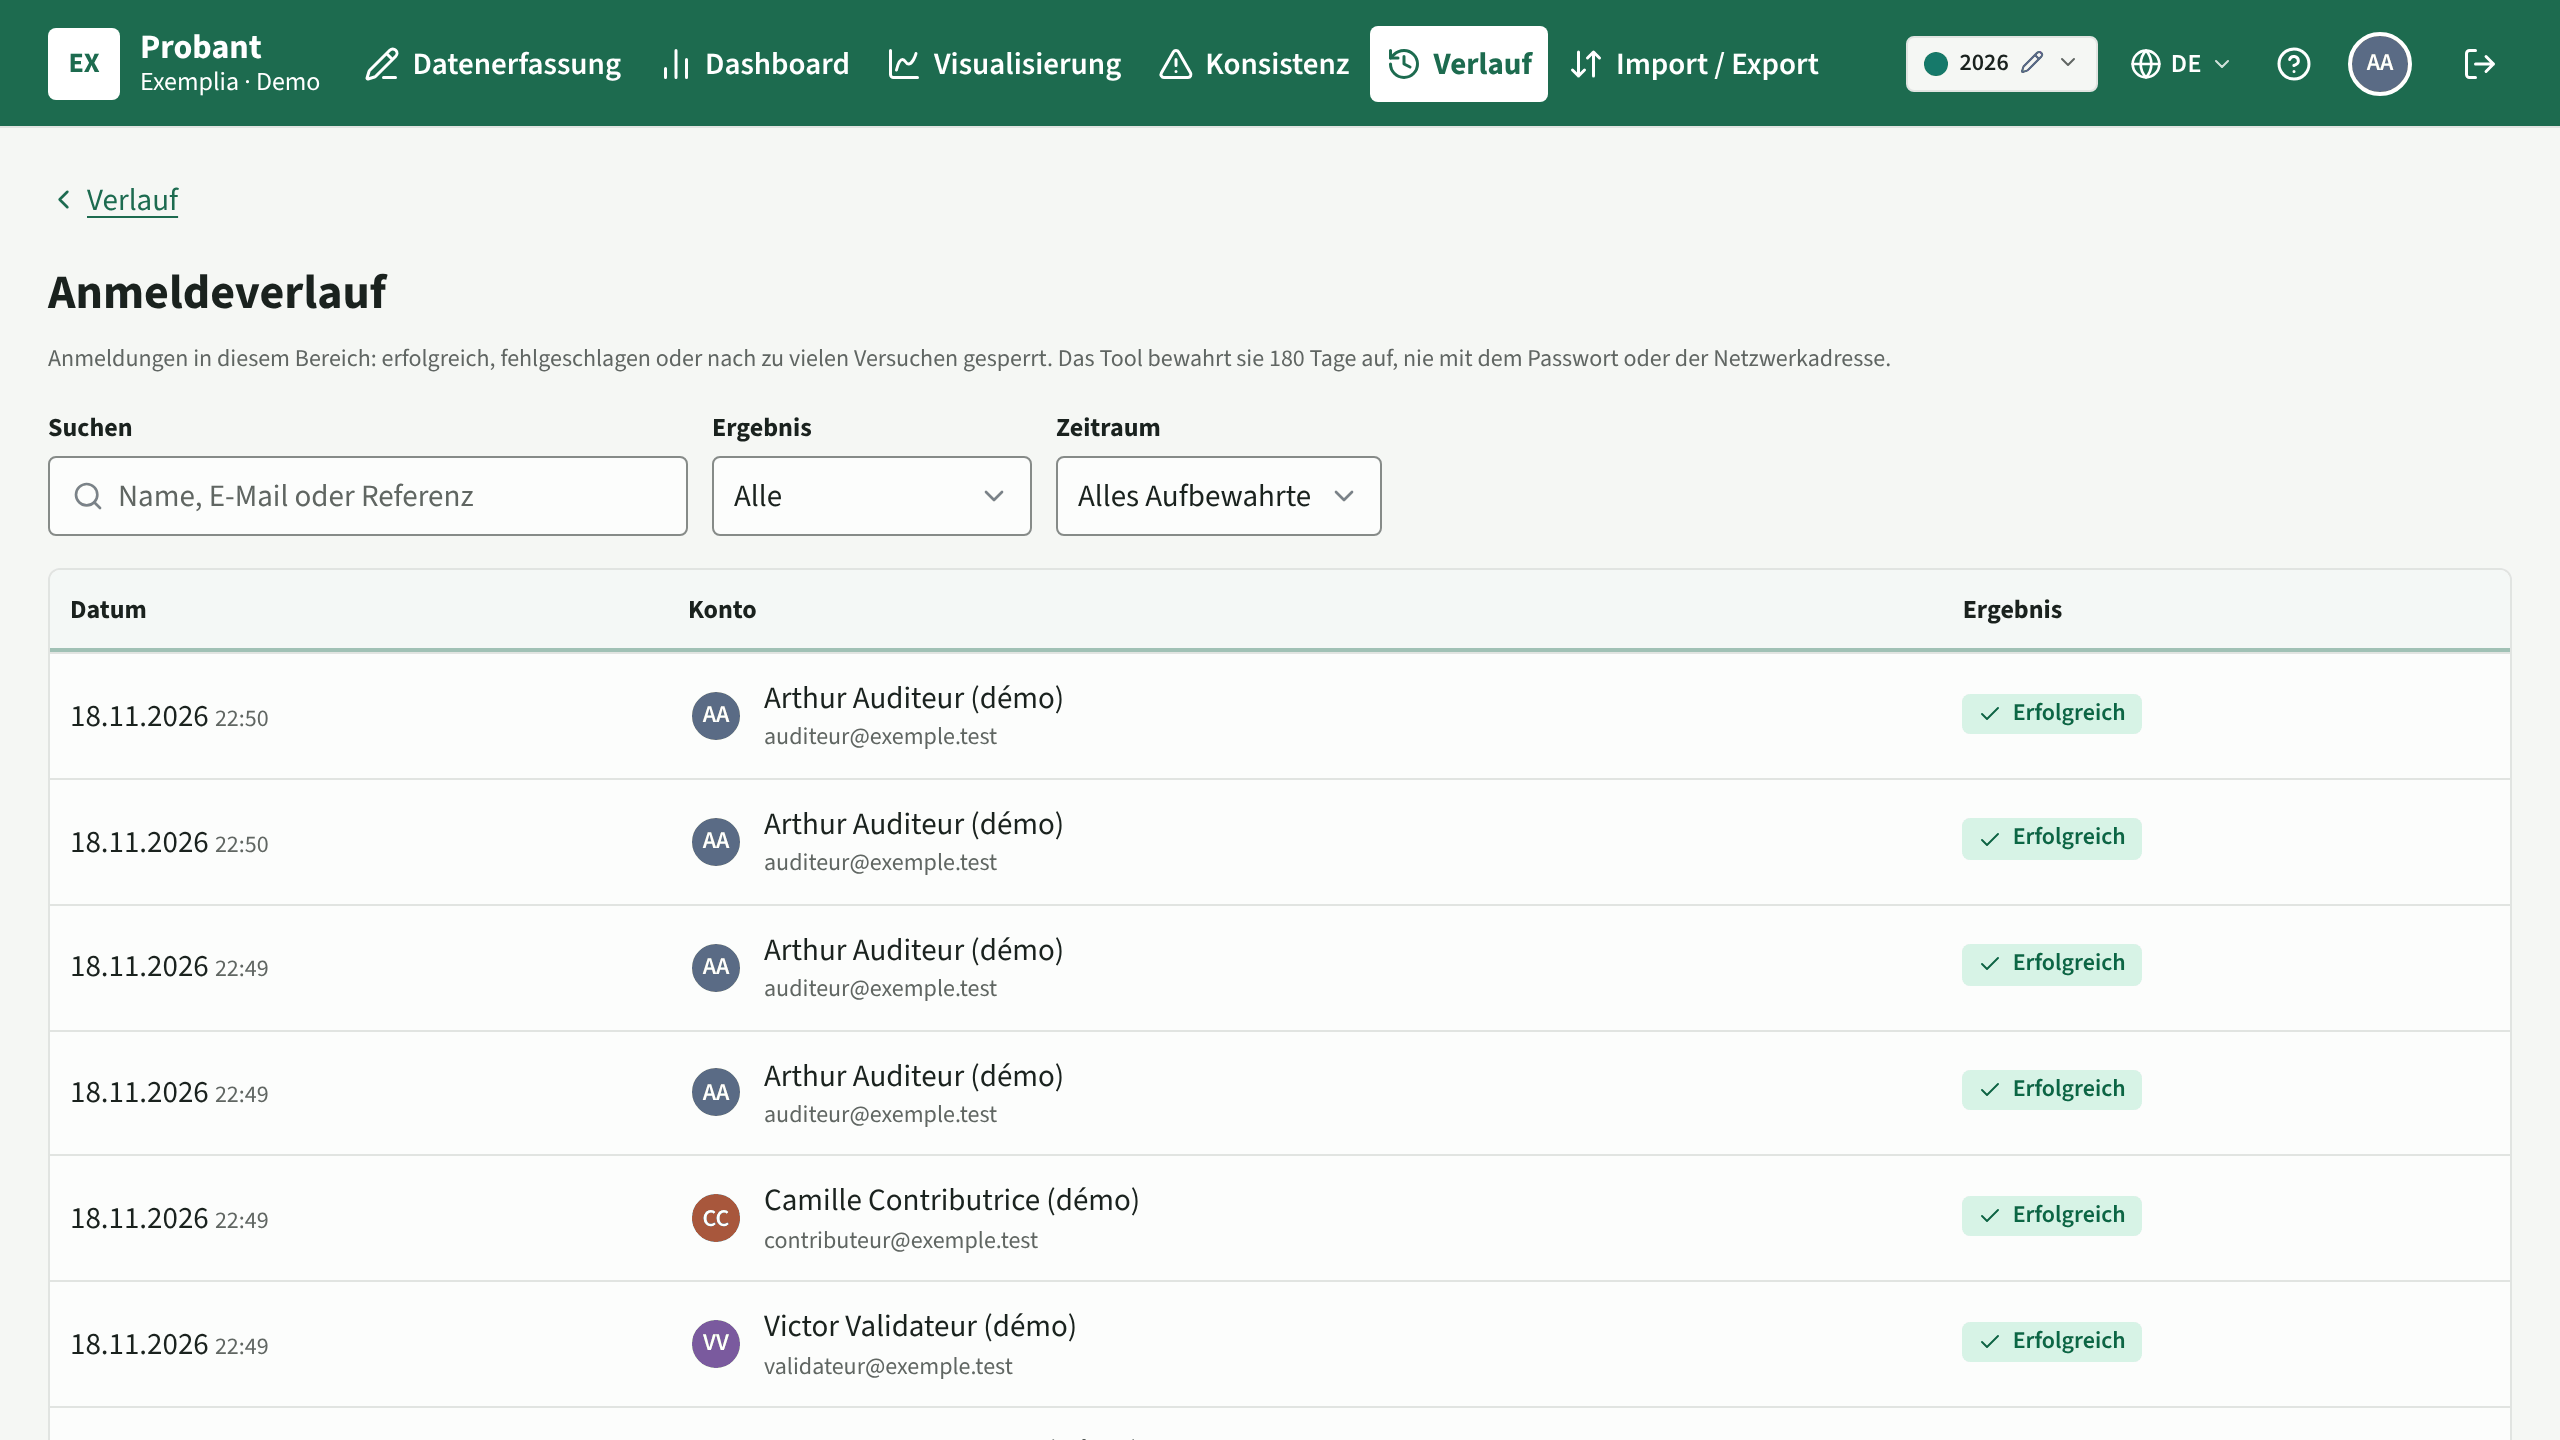 EX
Probant
Exemplia · Demo
Datenerfassung
Dashboard
Visualisierung
Konsistenz
Verlauf
Import / Export
2026
DE
AA
Verlauf
Anmeldeverlauf
Anmeldungen in diesem Bereich: erfolgreich, fehlgeschlagen oder nach zu vielen Versuchen gesperrt. Das Tool bewahrt sie 180 Tage auf, nie mit dem Passwort oder der Netzwerkadresse.
Suchen
Ergebnis
Zeitraum
Name, E-Mail oder Referenz
Alle
Alles Aufbewahrte
Datum
Konto
Ergebnis
18.11.2026 22:50
AA
Arthur Auditeur (démo)
auditeur@exemple.test
Erfolgreich
18.11.2026 22:50
AA
Arthur Auditeur (démo)
auditeur@exemple.test
Erfolgreich
18.11.2026 22:49
AA
Arthur Auditeur (démo)
auditeur@exemple.test
Erfolgreich
18.11.2026 22:49
AA
Arthur Auditeur (démo)
auditeur@exemple.test
Erfolgreich
18.11.2026 22:49
CC
Camille Contributrice (démo)
contributeur@exemple.test
Erfolgreich
18.11.2026 22:49
VV
Victor Validateur (démo)
validateur@exemple.test
Erfolgreich